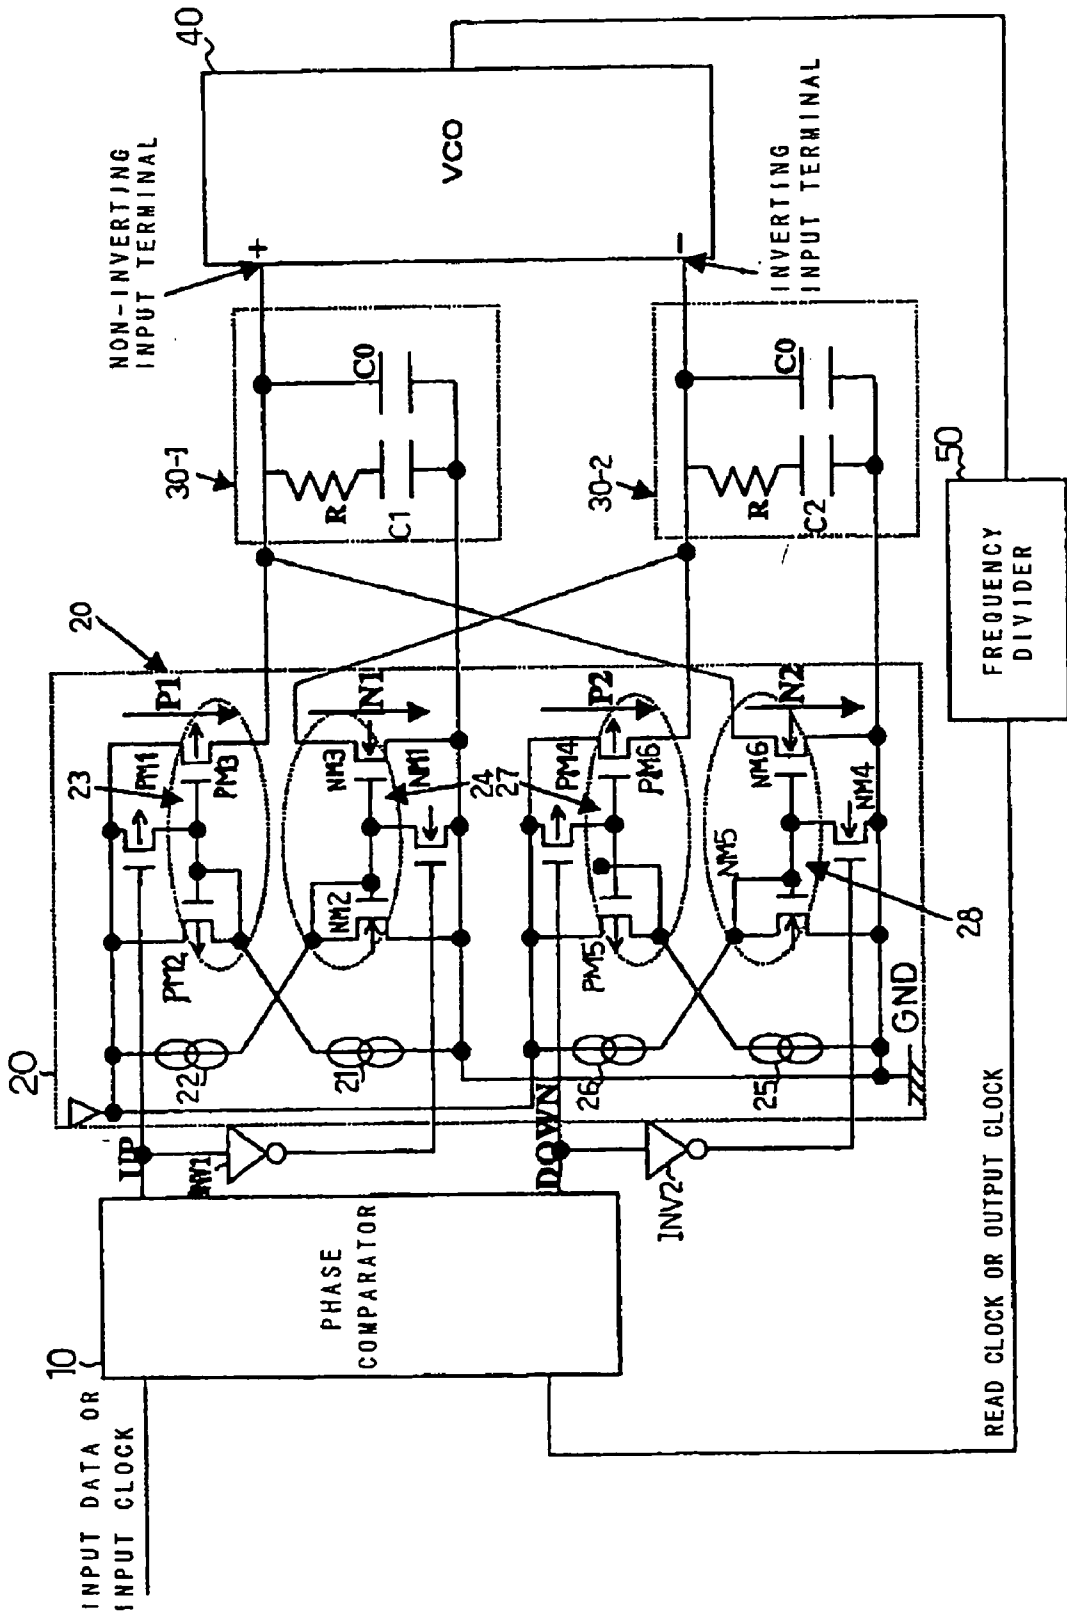 INPUT DATA OR
INPUT CLOCK
10
PHASE
COMPARATOR
UP
INV1
DOWN
INV2
20
20
22
21
26
25
GND
PM2
PM1
23
PM3
P1
NM2
NM3
N1
NM1
24
27
PM5
PM4
PM6
P2
NM5
NM6
N2
NM4
28
30-1
R
C1
C0
30-2
R
C2
C0
NON-INVERTING
INPUT TERMINAL
+
40
VCO
−
INVERTING
INPUT TERMINAL
50
FREQUENCY
DIVIDER
READ CLOCK OR OUTPUT CLOCK